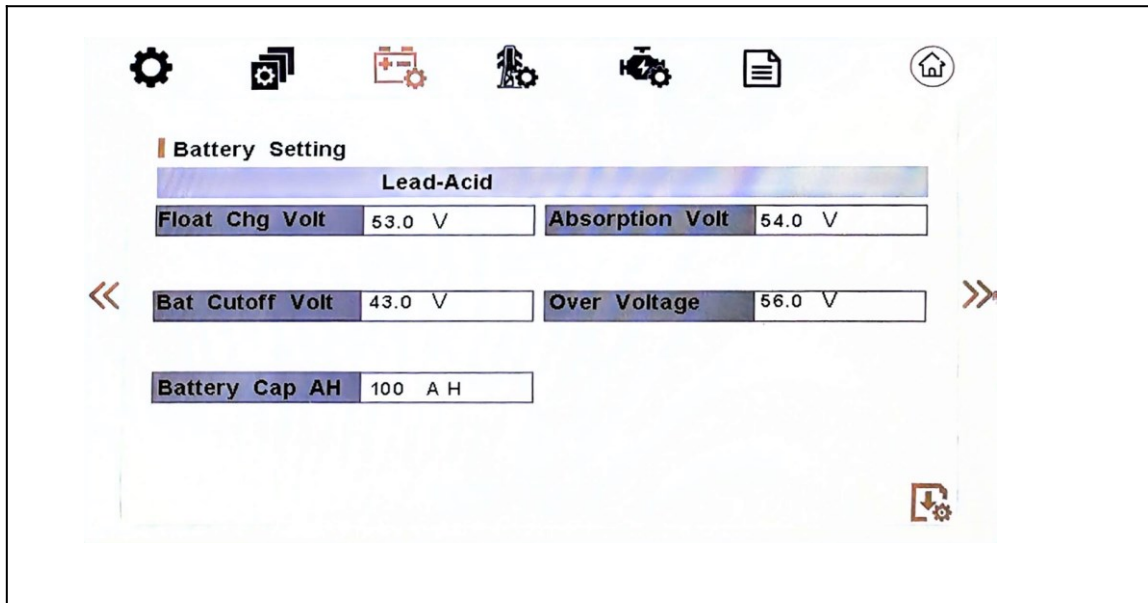 Battery Setting
Lead-Acid
Float Chg Volt 53.0 V Absorption Volt 54.0 V
Bat Cutoff Volt 43.0 V Over Voltage 56.0 V
Battery Cap AH 100 A H